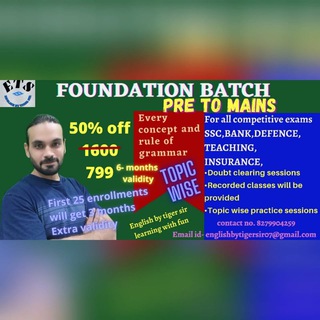 ETS
FOUNDATION BATCH
PRE TO MAINS
50% off
1600
799
6- months
validity
First 25 enrollments
will get 7 months
Extra validity
Every
concept and
rule of
grammar
TOPIC
WISE
English by tiger sir
learning with fun
For all competitive exams
SSC,BANK,DEFENCE,
TEACHING,
INSURANCE,
•Doubt clearing sessions
•Recorded classes will be
provided
•Topic wise practice sessions
contact no. 8279904259
Email id- englishbytigersir07@gmail.com